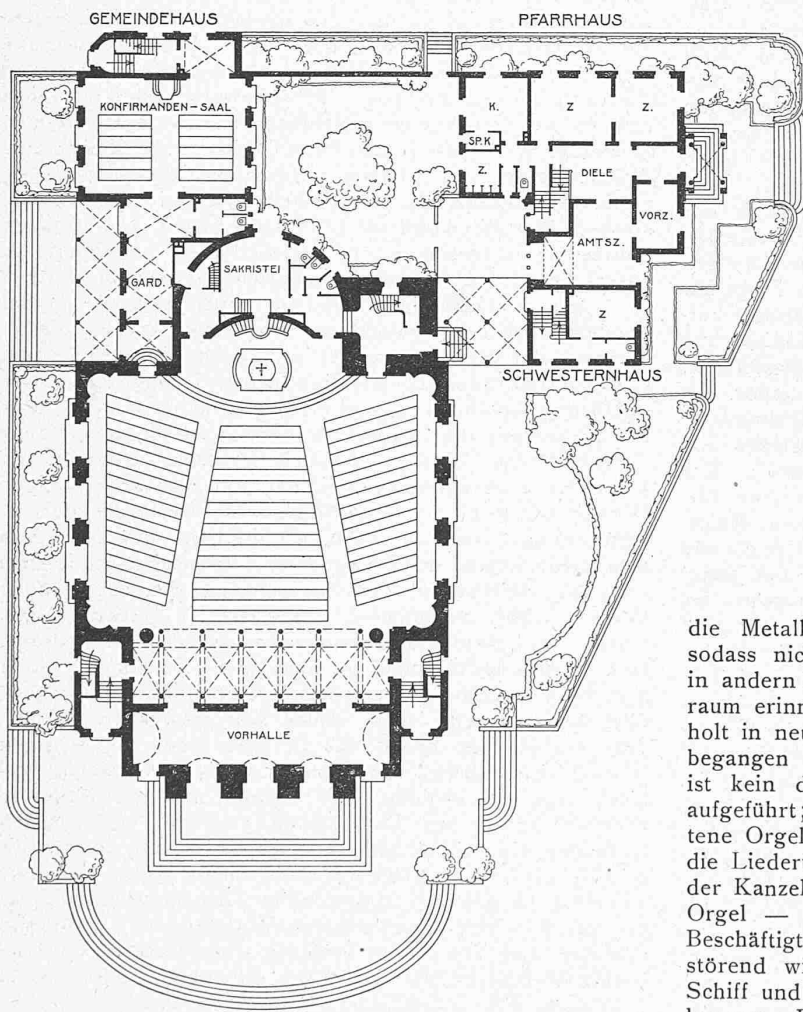 GEMEINDEHAUS
PFARRHAUS
KONFIRMANDEN-SAAL
K.
Z
Z.
SP.K
Z.
DIELE
VORZ.
AMTSZ.
SAKRISTEI
GARD.
Z
SCHWESTERNHAUS
VORHALLE
die Metall
sodass nic
in andern
raum erinn
holt in neu
begangen
ist kein d
aufgeführt;
tene Orgel
die Lieder
der Kanzel
Orgel —
Beschäftigt
störend w
Schiff und